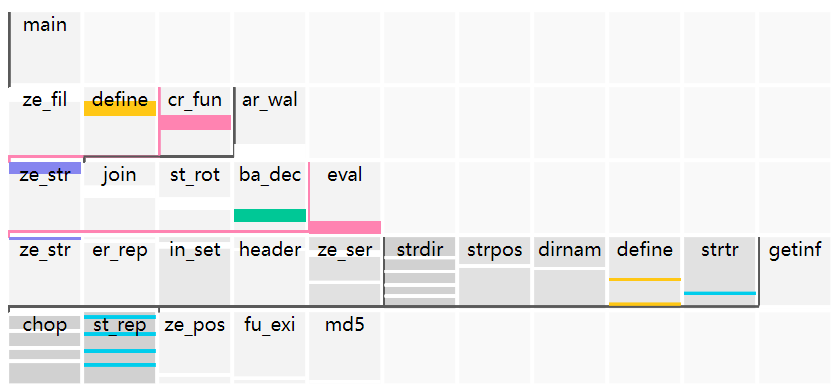 main
ze_fil define cr_fun ar_wal
ze_str join st_rot ba_dec eval
ze_str er_rep in_set header ze_ser strdir strpos dirnam define strtr getinf
chop st_rep ze_pos fu_exi md5